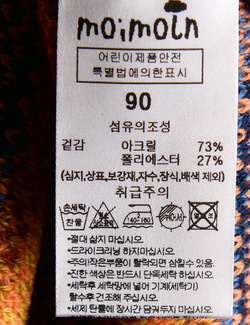 moimoln
어린이제품안전
특별법에의한표시
90
섬유의조성
겉감 아크릴 73%
폴리에스터 27%
(심지,상표,보강재,자수,장식,배색 제외)
취급주의
손세탁
찬물
•절대 삶지 마십시오.
•드라이크리닝 하지마십시오.
•주의:작은부품이 탈락되면 삼킬수 있음.
•진한 색상은 반드시 단독세탁 하십시오.
•세탁후 세탁망에 넣어 기계(세탁기)
탈수후 건조해 주십시오.
•세제 탄물에 장시간 담궈두지 마십시오.